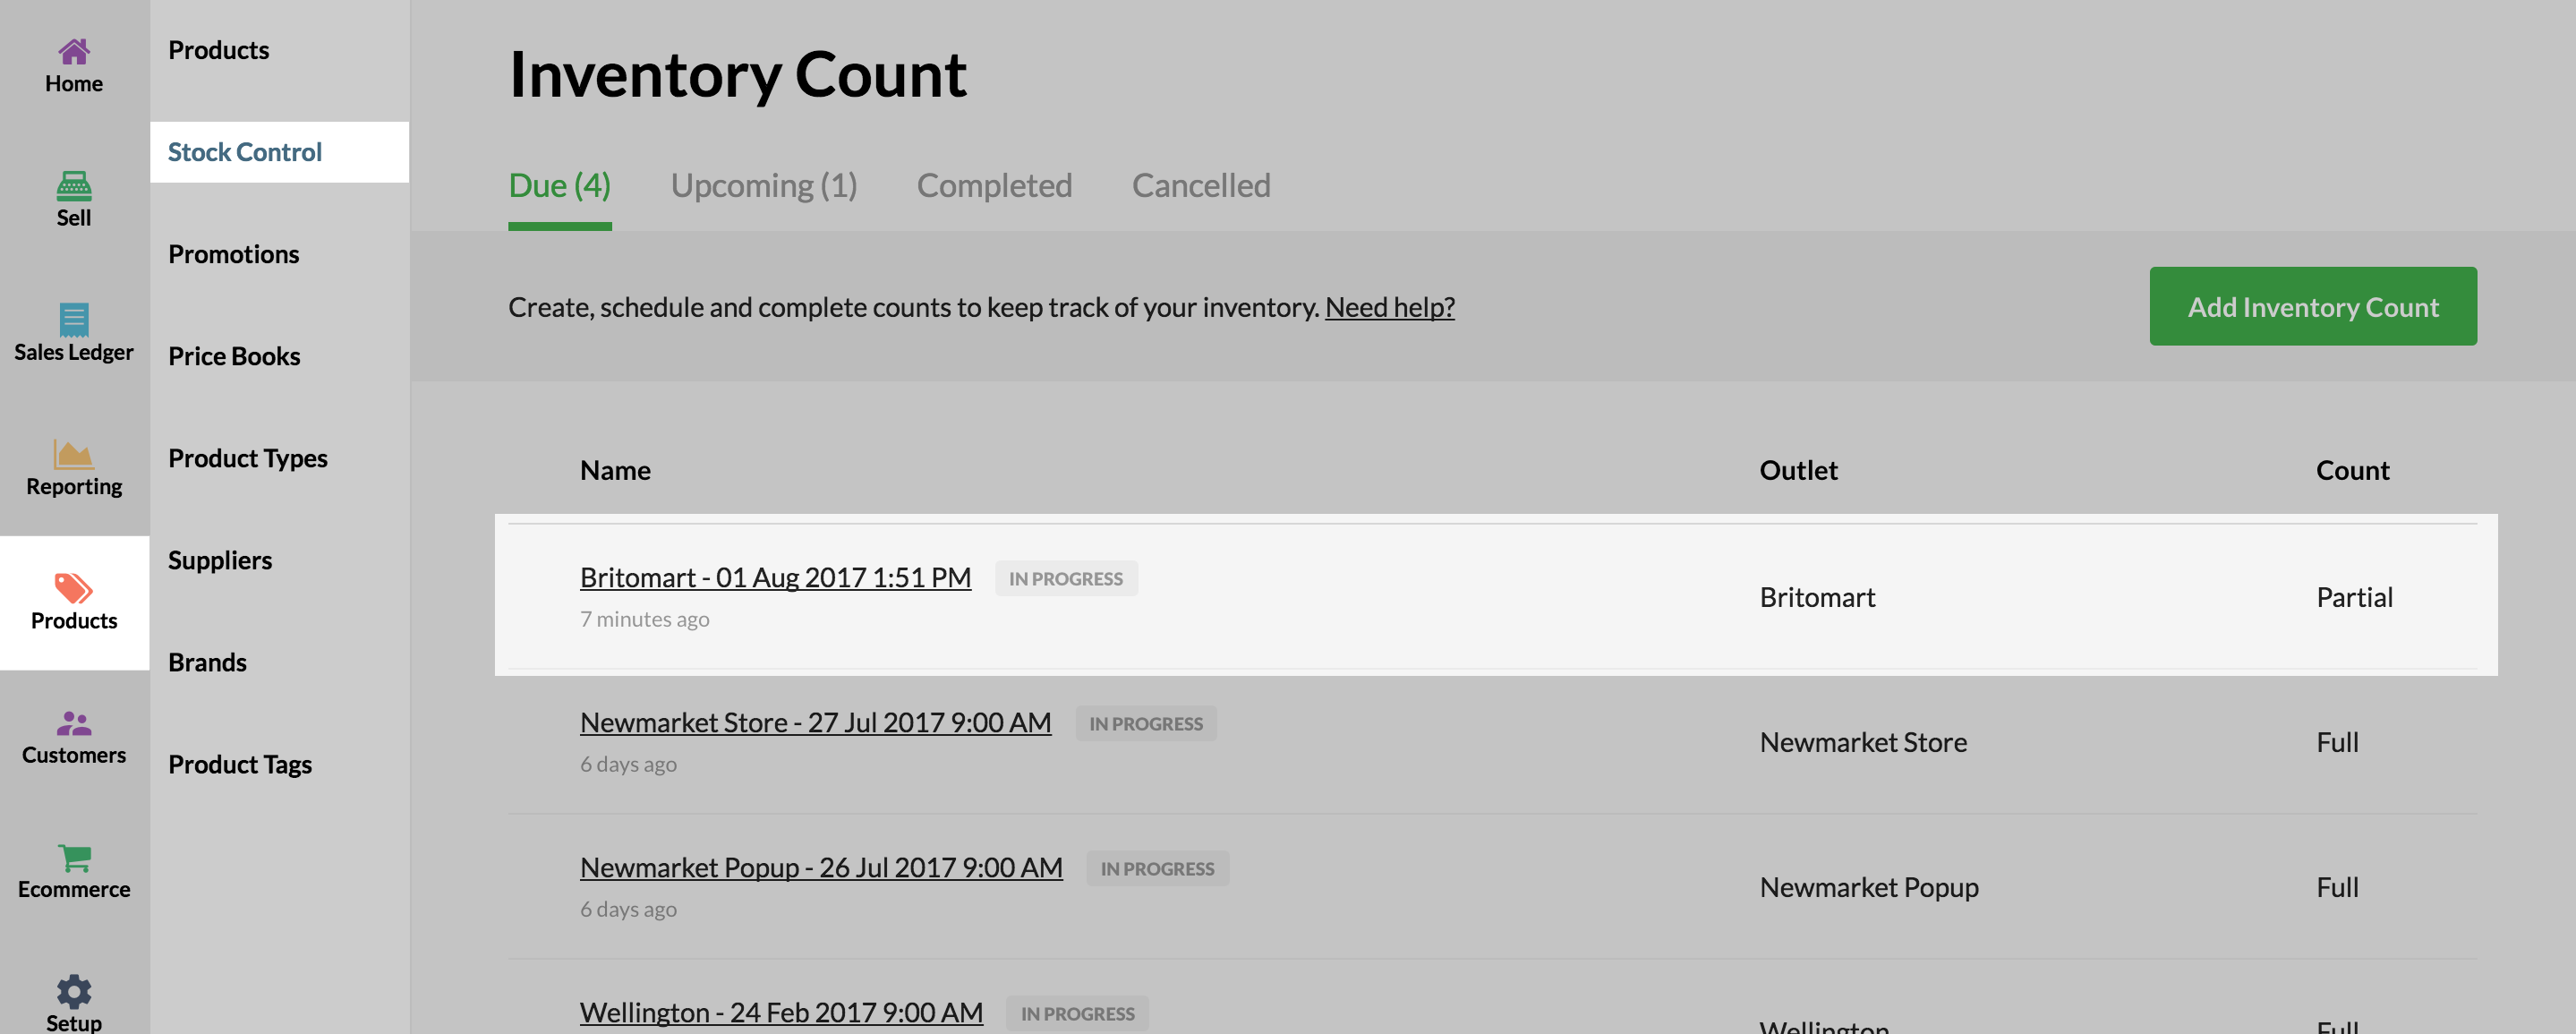 Home
Sell
Sales Ledger
Reporting
Products
Customers
Ecommerce
Setup
Products
Stock Control
Promotions
Price Books
Product Types
Suppliers
Brands
Product Tags
Inventory Count
Due (4) Upcoming (1) Completed Cancelled
Create, schedule and complete counts to keep track of your inventory. Need help?
Add Inventory Count
Name Outlet Count
Britomart - 01 Aug 2017 1:51 PM IN PROGRESS
7 minutes ago
Britomart Partial
Newmarket Store - 27 Jul 2017 9:00 AM IN PROGRESS
6 days ago
Newmarket Store Full
Newmarket Popup - 26 Jul 2017 9:00 AM IN PROGRESS
6 days ago
Newmarket Popup Full
Wellington - 24 Feb 2017 9:00 AM IN PROGRESS
Wellington Full